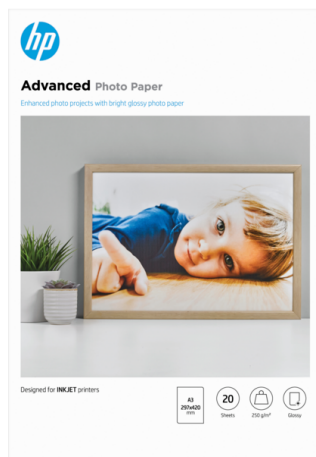 hp
Advanced Photo Paper
Enhanced photo projects with bright glossy photo paper
Designed for INKJET printers
A3
297x420
mm
20
Sheets
250 g/m²
Glossy